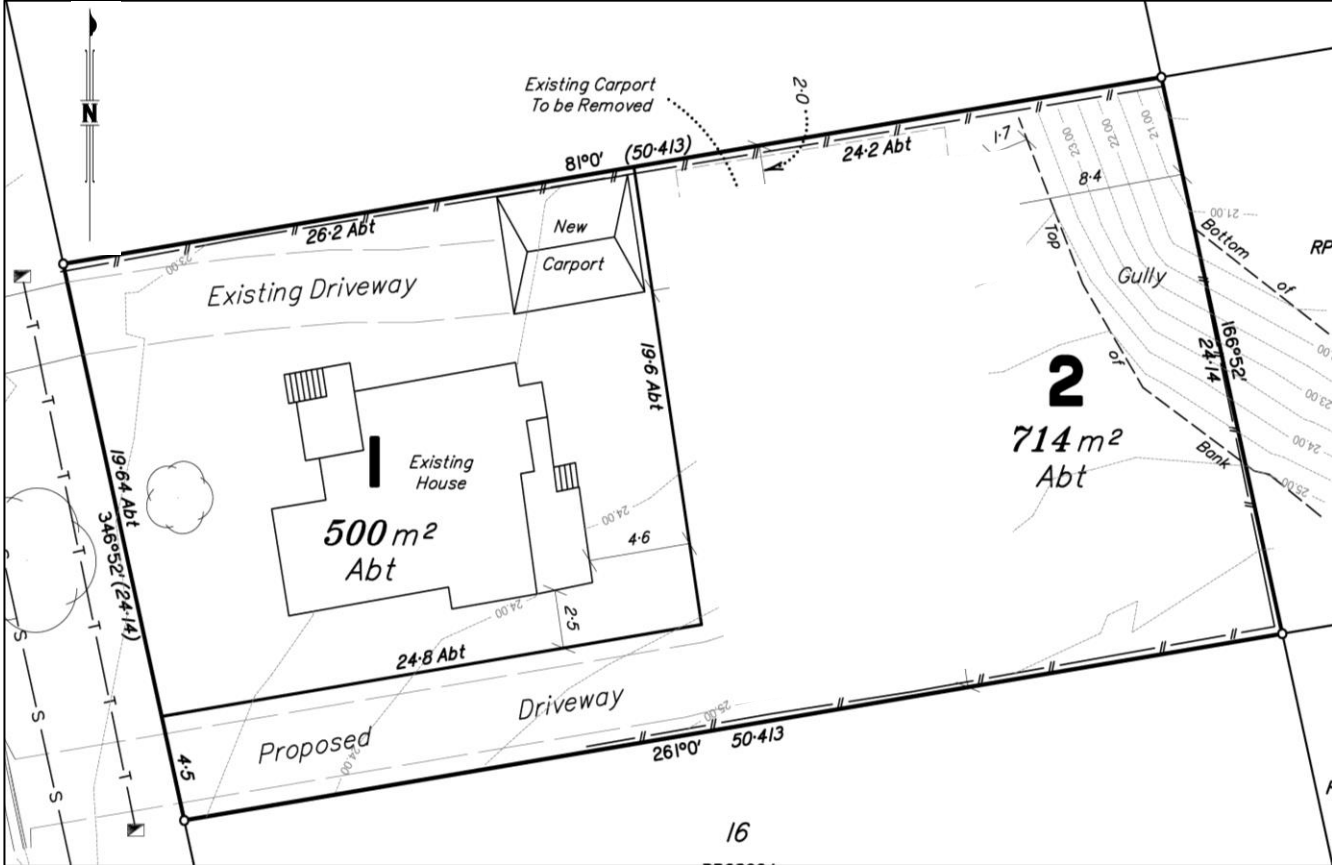 N
Existing Carport
To be Removed
2·0
81°0' (50·413)
24·2 Abt
1·7
23.00
22.00
21.00
8·4
21.00
26·2 Abt
New
Carport
23.00
Existing Driveway
Top
of
Bank
Gully
Bottom
of
RP
166°52'
24·14
19·6 Abt
2
714 m²
Abt
23.00
24.00
25.00
1
Existing
House
500 m²
Abt
24.00
4·6
2·5
24.00
19·64 Abt
346°52' (24·14)
T
T
T
T
T
T
T
S
S
S
S
24·8 Abt
Driveway
Proposed
25.00
24.00
4·5
261°0' 50·413
16